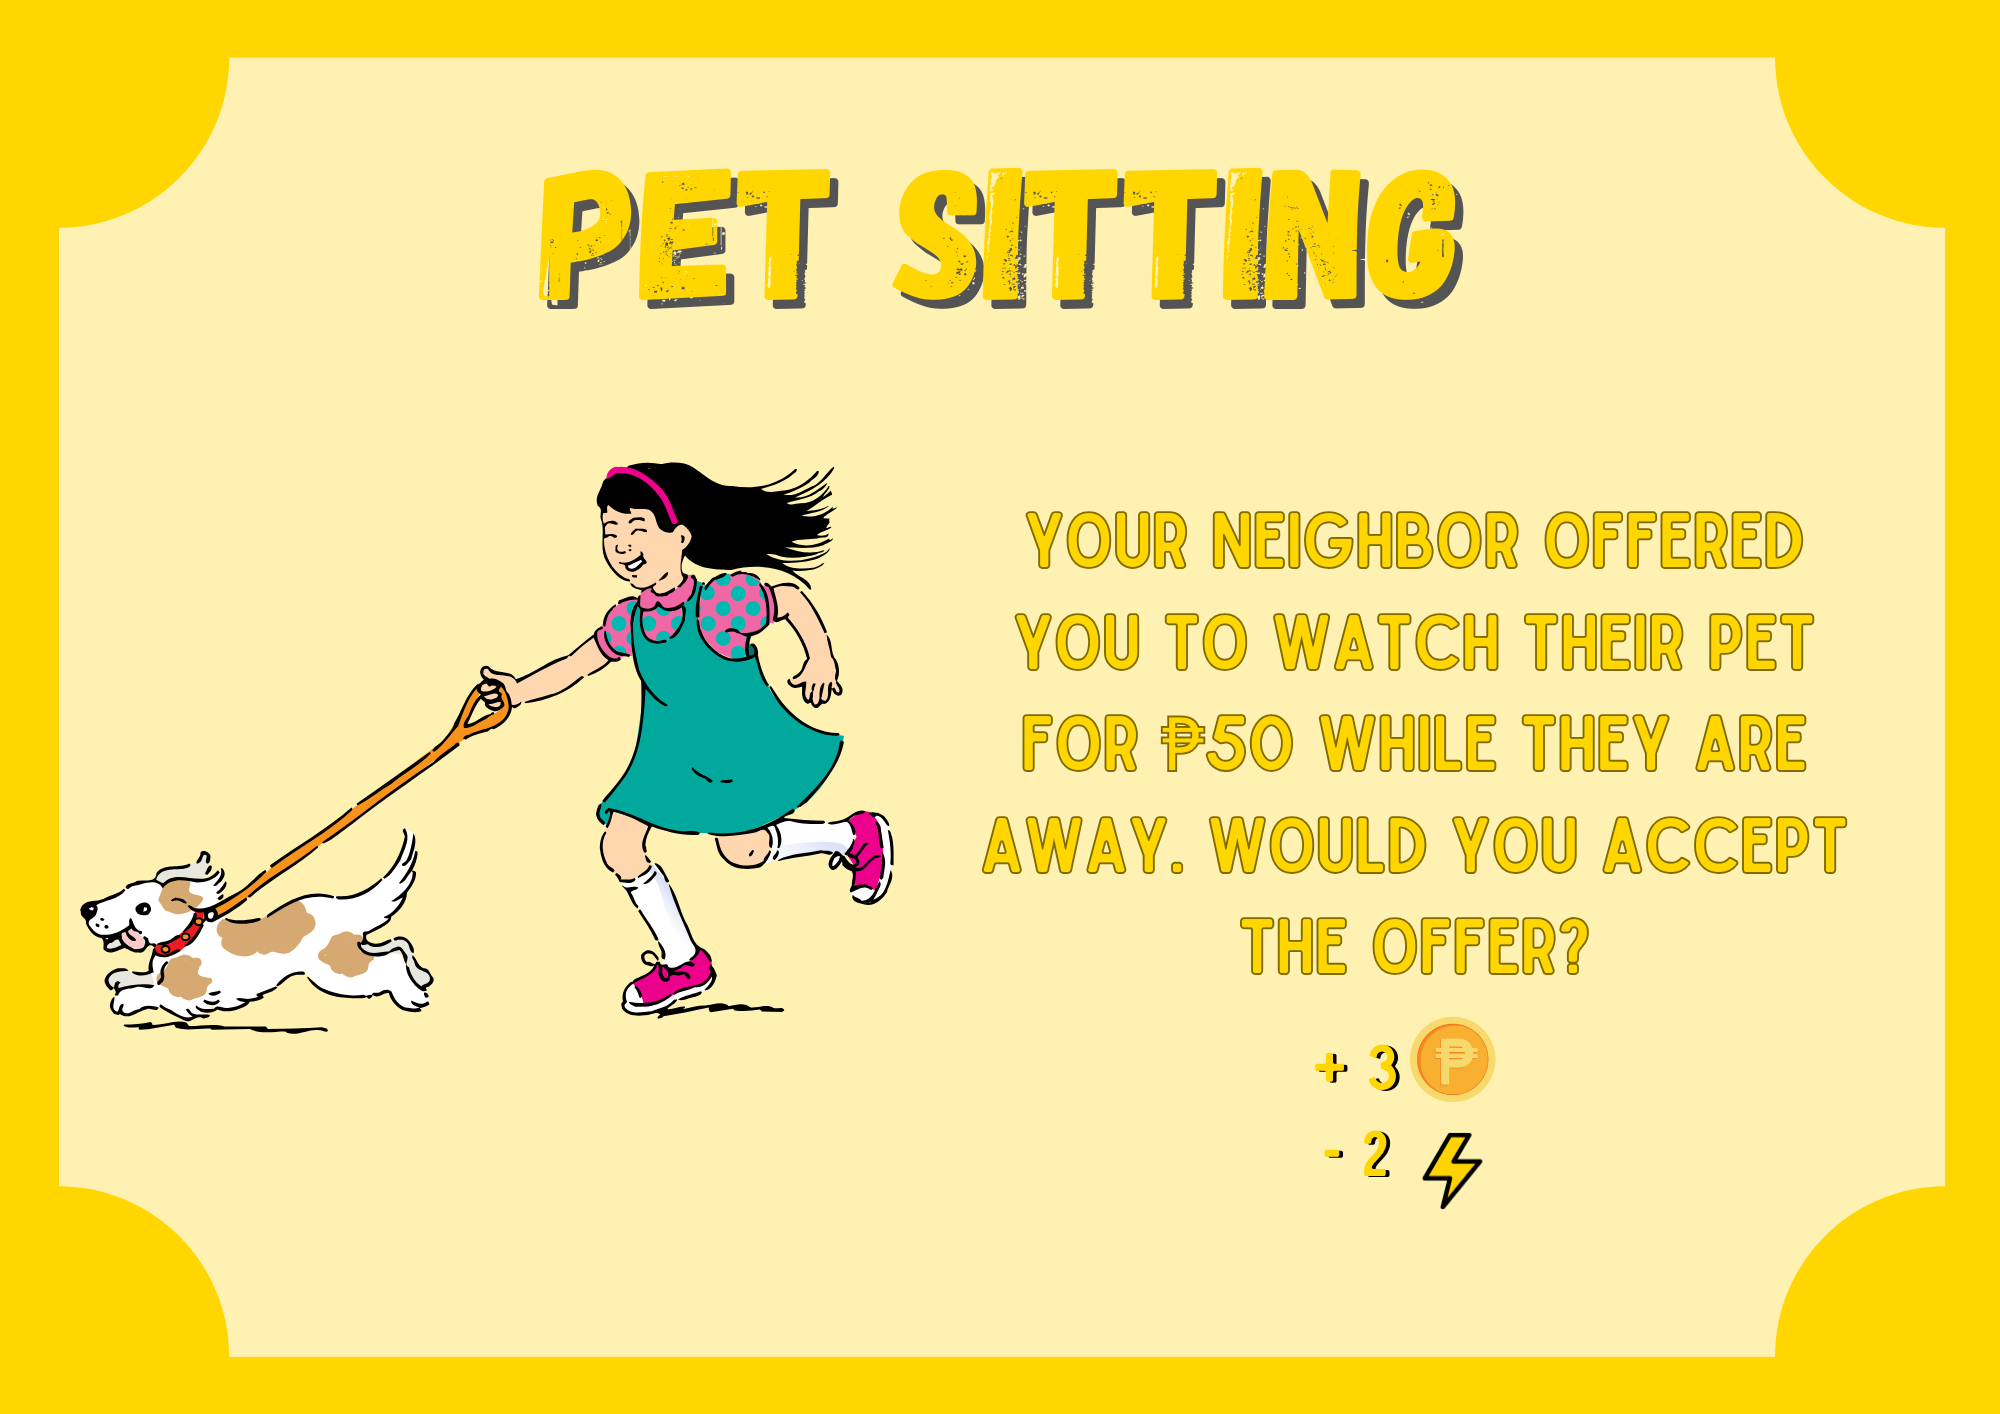 PET SITTING
YOUR NEIGHBOR OFFERED
YOU TO WATCH THEIR PET
FOR ₱50 WHILE THEY ARE
AWAY. WOULD YOU ACCEPT
THE OFFER?
+ 3 ₱
- 2